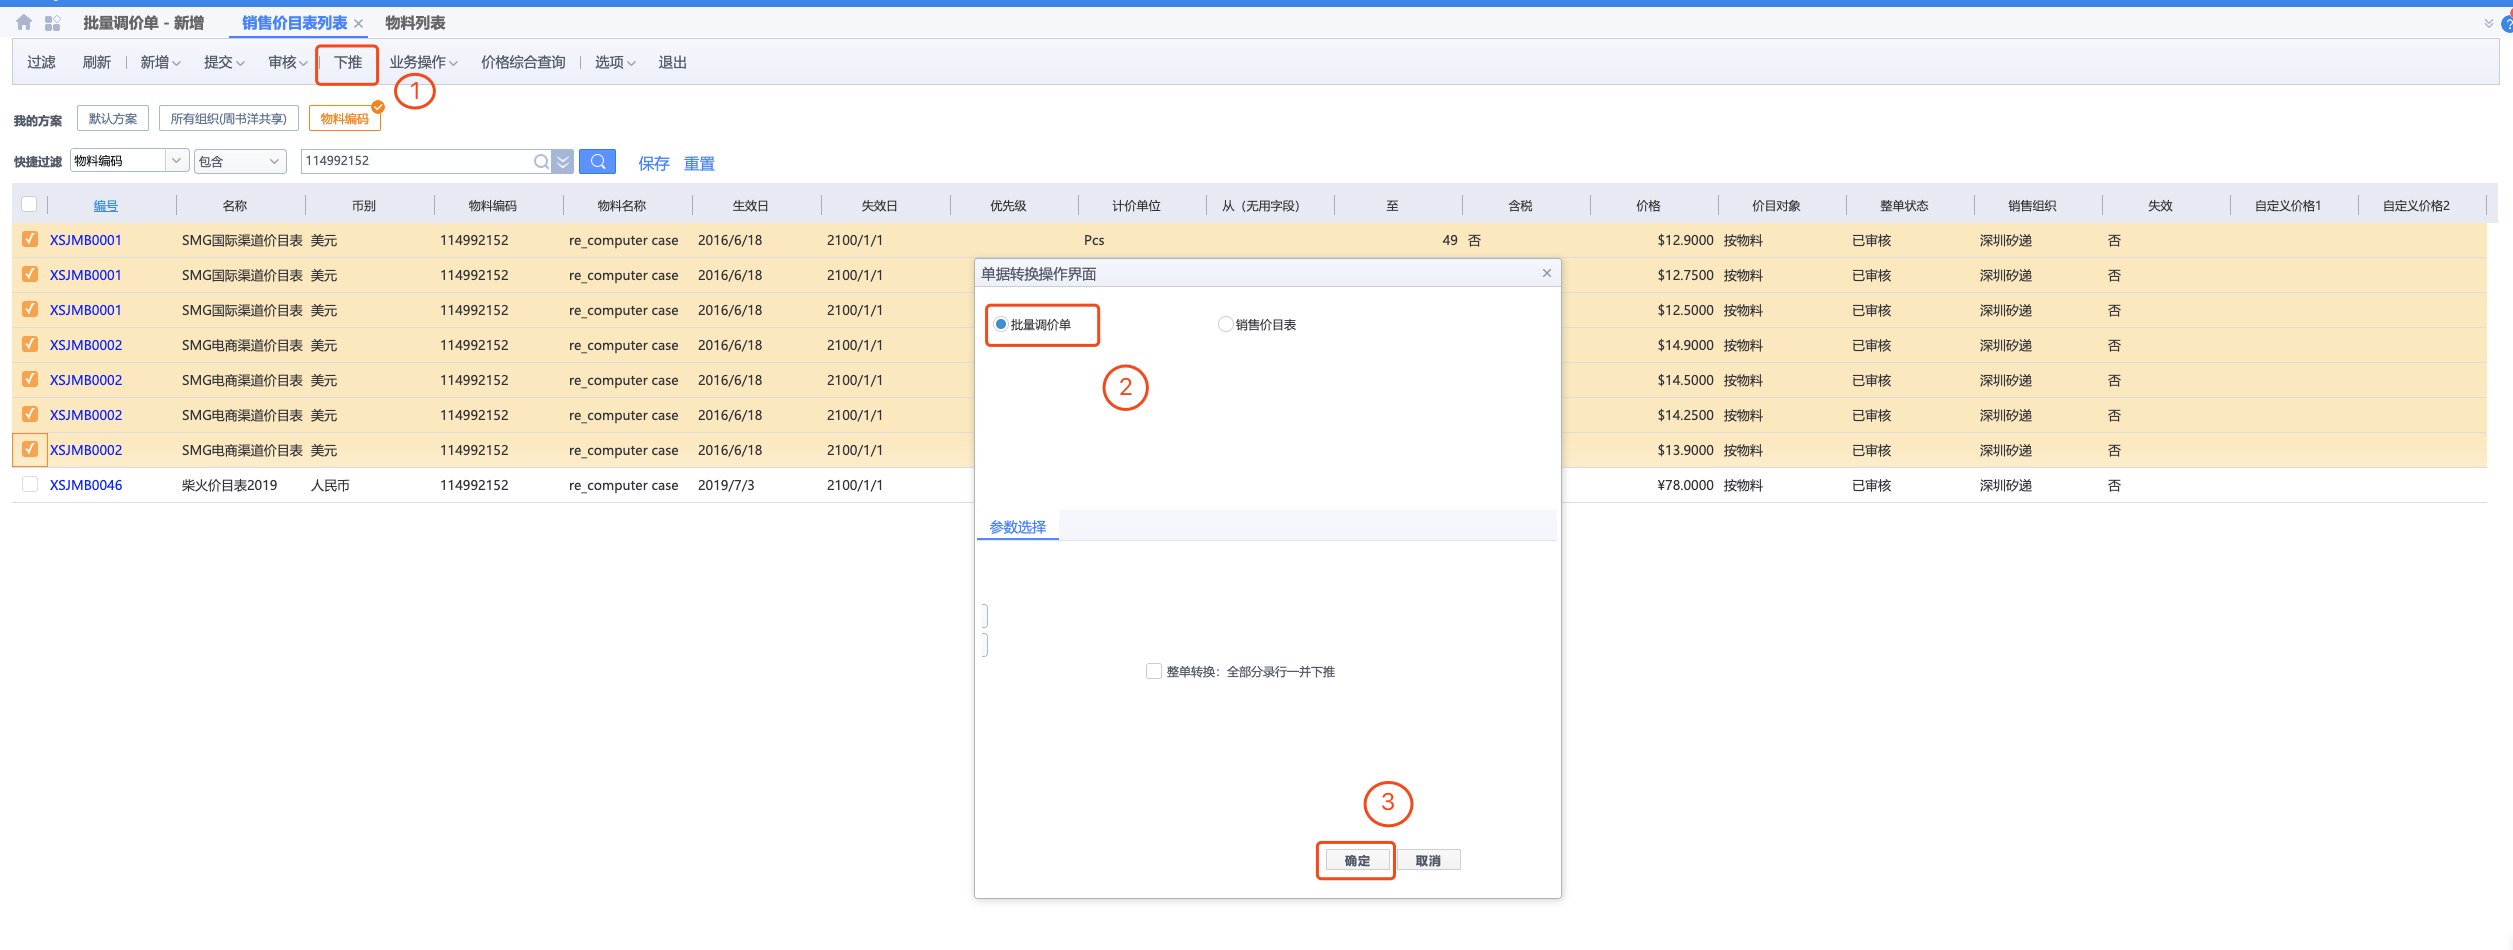 批量调价单 - 新增 销售价目表列表 × 物料列表
过滤 刷新 新增 提交 审核 下推 业务操作 价格综合查询 选项 退出
1
我的方案 默认方案 所有组织(周书洋共享) 物料编码
快捷过滤 物料编码 包含 114992152 保存 重置
编号 名称 币别 物料编码 物料名称 生效日 失效日 优先级 计价单位 从（无用字段） 至 含税 价格 价目对象 整单状态 销售组织 失效 自定义价格1 自定义价格2
XSJMB0001 SMG国际渠道价目表 美元 114992152 re_computer case 2016/6/18 2100/1/1 Pcs 49 否 $12.9000 按物料 已审核 深圳矽递 否
XSJMB0001 SMG国际渠道价目表 美元 114992152 re_computer case 2016/6/18 2100/1/1 $12.7500 按物料 已审核 深圳矽递 否
XSJMB0001 SMG国际渠道价目表 美元 114992152 re_computer case 2016/6/18 2100/1/1 $12.5000 按物料 已审核 深圳矽递 否
XSJMB0002 SMG电商渠道价目表 美元 114992152 re_computer case 2016/6/18 2100/1/1 $14.9000 按物料 已审核 深圳矽递 否
XSJMB0002 SMG电商渠道价目表 美元 114992152 re_computer case 2016/6/18 2100/1/1 $14.5000 按物料 已审核 深圳矽递 否
XSJMB0002 SMG电商渠道价目表 美元 114992152 re_computer case 2016/6/18 2100/1/1 $14.2500 按物料 已审核 深圳矽递 否
XSJMB0002 SMG电商渠道价目表 美元 114992152 re_computer case 2016/6/18 2100/1/1 $13.9000 按物料 已审核 深圳矽递 否
XSJMB0046 柴火价目表2019 人民币 114992152 re_computer case 2019/7/3 2100/1/1 ¥78.0000 按物料 已审核 深圳矽递 否
单据转换操作界面 ×
批量调价单 销售价目表
2
参数选择
整单转换：全部分录行一并下推
3
确定 取消